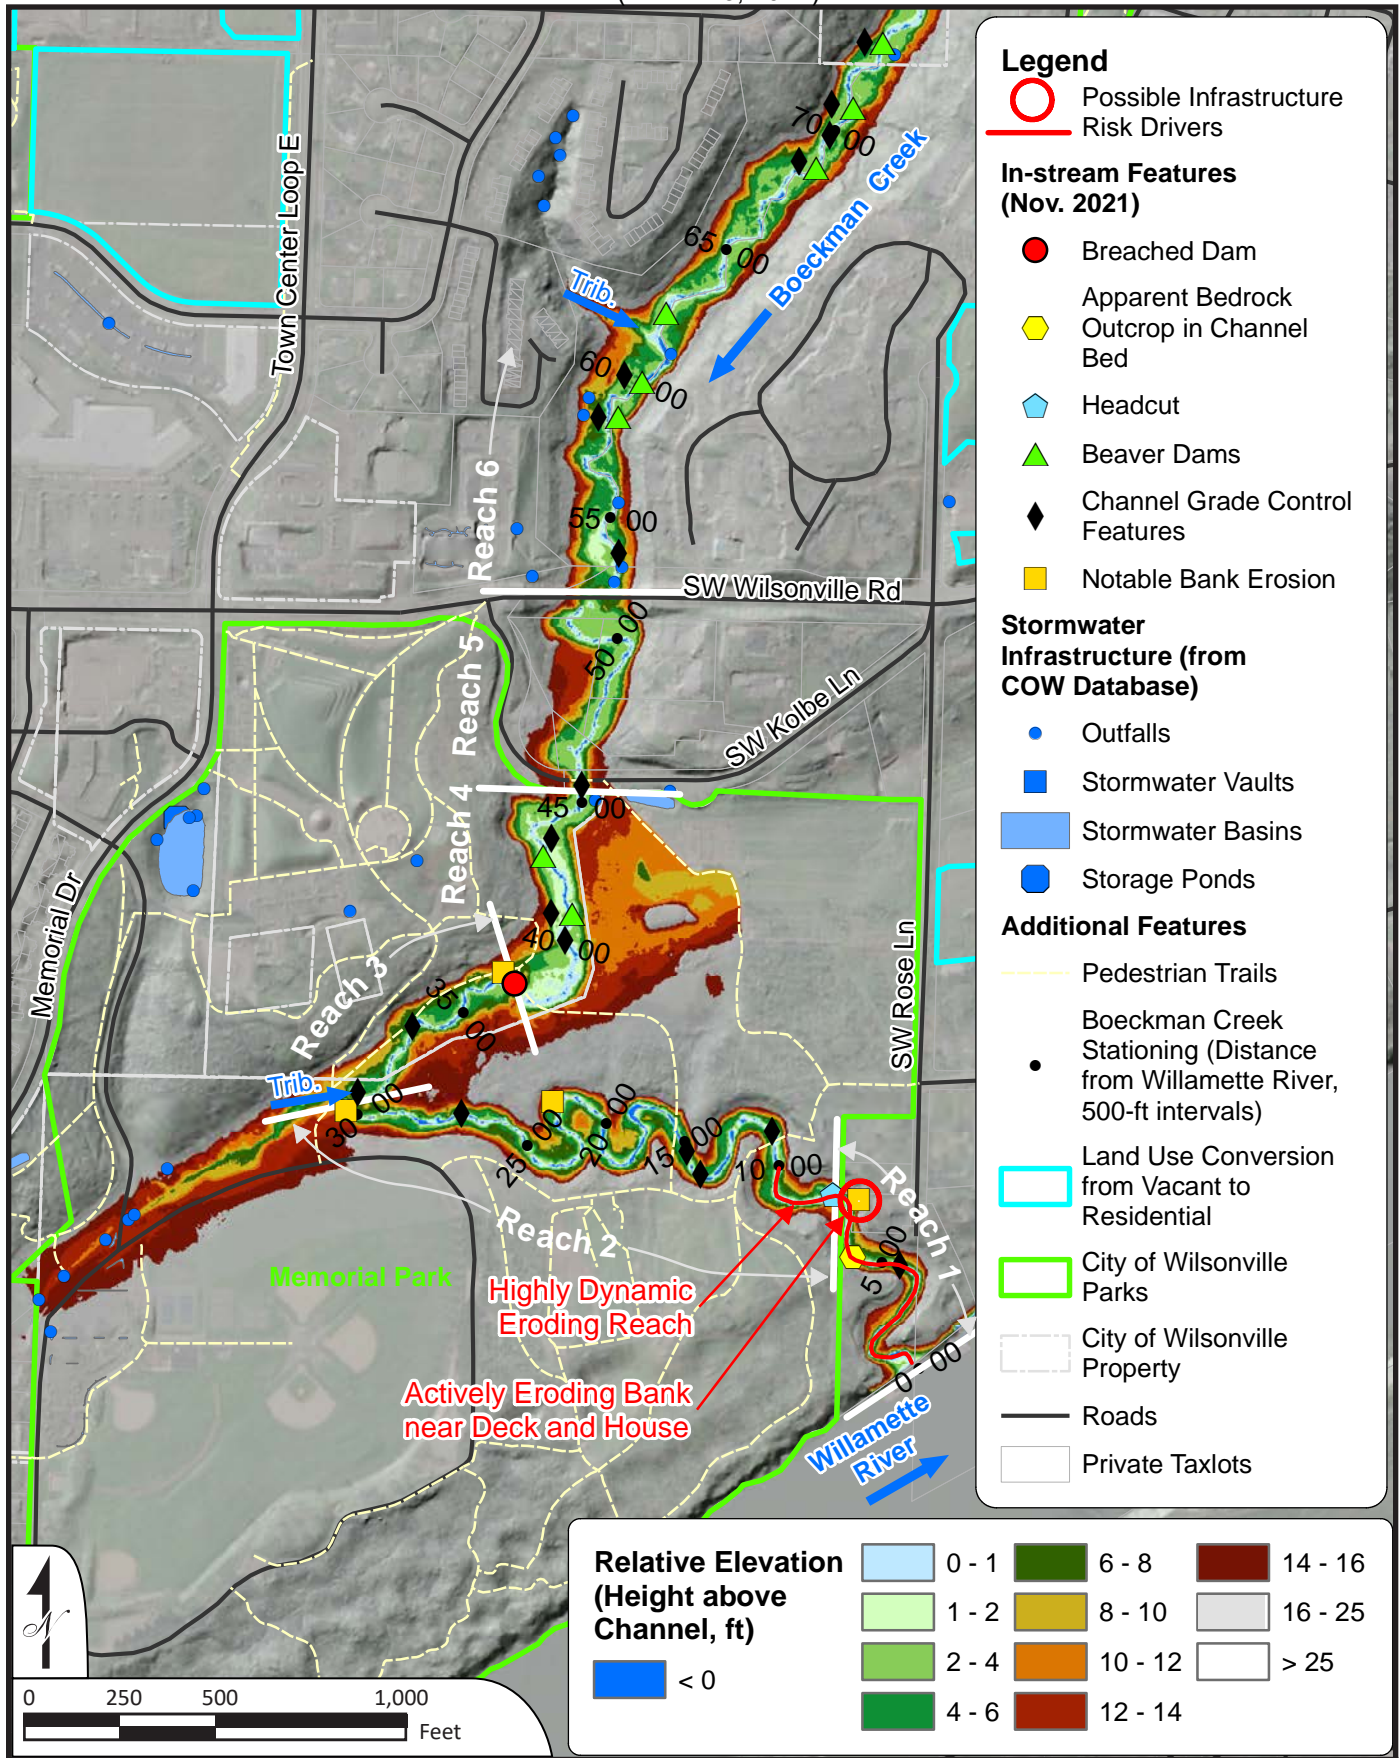 Legend
Possible Infrastructure
Risk Drivers
In-stream Features
(Nov. 2021)
Breached Dam
Apparent Bedrock
Outcrop in Channel
Bed
Headcut
Beaver Dams
Channel Grade Control
Features
Notable Bank Erosion
Stormwater
Infrastructure (from
COW Database)
Outfalls
Stormwater Vaults
Stormwater Basins
Storage Ponds
Additional Features
Pedestrian Trails
Boeckman Creek
Stationing (Distance
from Willamette River,
500-ft intervals)
Land Use Conversion
from Vacant to
Residential
City of Wilsonville
Parks
City of Wilsonville
Property
Roads
Private Taxlots
Town Center Loop E
70 00
Boeckman Creek
65 00
Trib.
60 00
Reach 6
55 00
SW Wilsonville Rd
50 00
Reach 5
SW Kolbe Ln
45 00
Reach 4
Memorial Dr
40 00
SW Rose Ln
Reach 3
35 00
Trib.
30 00
25 00
20 00
15 00
10 00
Reach 2
Reach 1
5 00
Memorial Park
Highly Dynamic
Eroding Reach
Actively Eroding Bank
near Deck and House
0 00
Willamette
River
N
0 250 500 1,000
Feet
Relative Elevation
(Height above
Channel, ft)
< 0
0 - 1
1 - 2
2 - 4
4 - 6
6 - 8
8 - 10
10 - 12
12 - 14
14 - 16
16 - 25
> 25